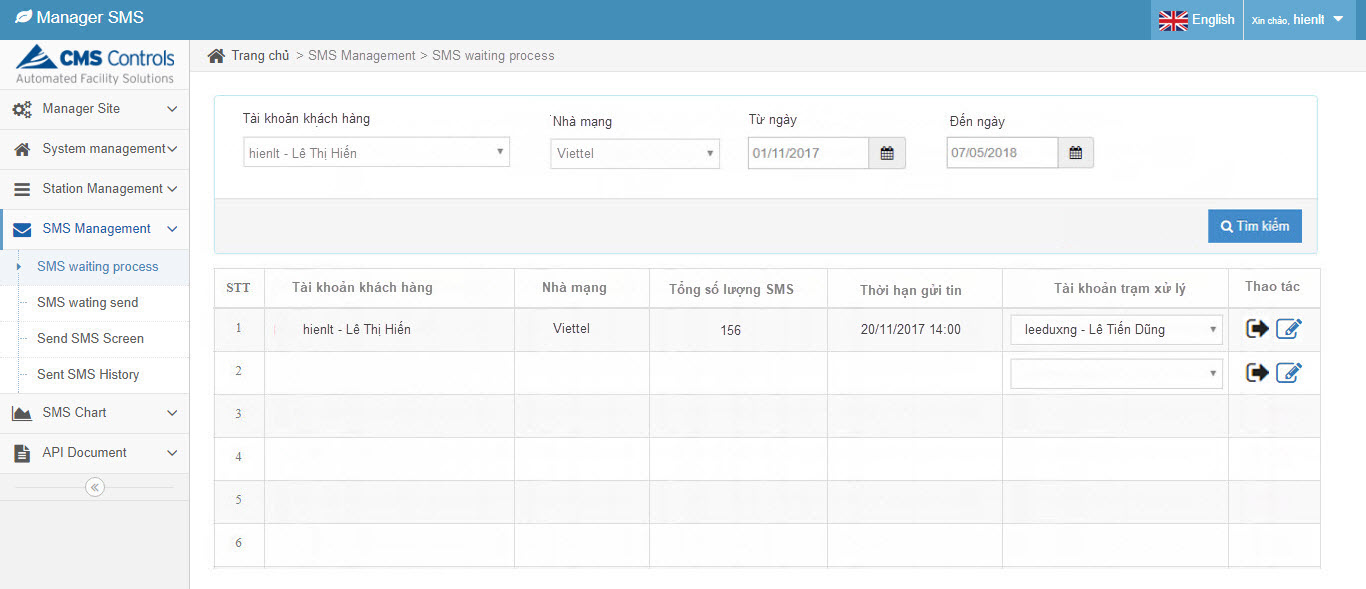 Manager SMS
English
Xin chào, hienlt
CMS Controls
Automated Facility Solutions
Trang chủ > SMS Management > SMS waiting process
Manager Site
System management
Station Management
SMS Management
SMS waiting process
SMS wating send
Send SMS Screen
Sent SMS History
SMS Chart
API Document
Tài khoản khách hàng
Nhà mạng
Từ ngày
Đến ngày
hienlt - Lê Thị Hiến
Viettel
01/11/2017
07/05/2018
Tìm kiếm
STT Tài khoản khách hàng Nhà mạng Tổng số lượng SMS Thời hạn gửi tin Tài khoản trạm xử lý Thao tác
1 hienlt - Lê Thị Hiến Viettel 156 20/11/2017 14:00 leeduxng - Lê Tiến Dũng
2
3
4
5
6